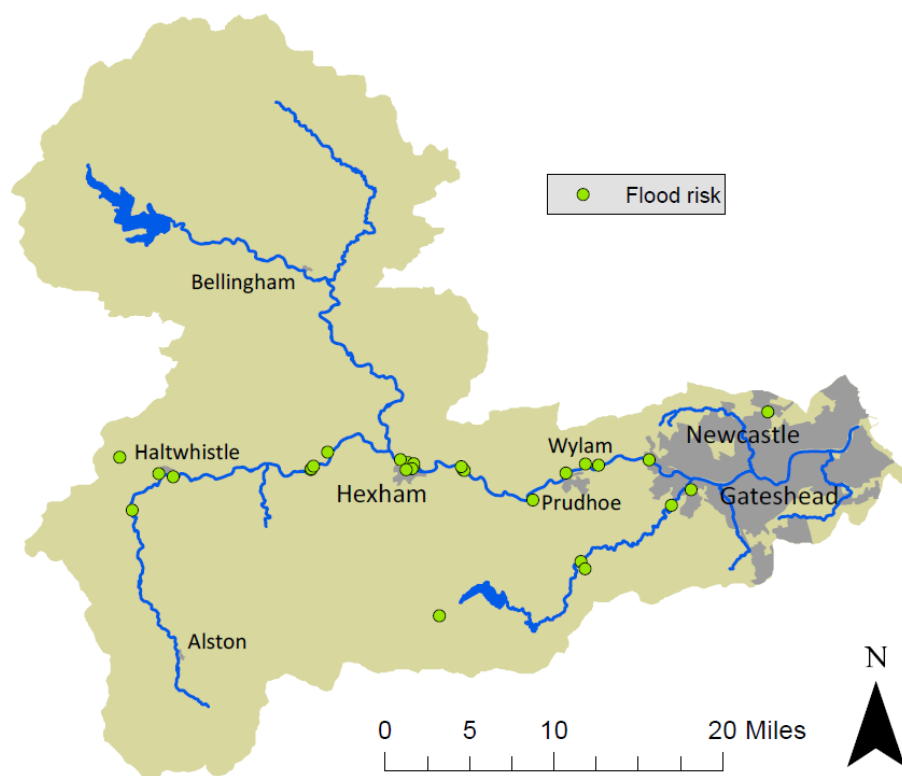 Flood risk
Bellingham
Haltwhistle
Wylam
Newcastle
Hexham
Prudhoe
Gateshead
Alston
N
0 5 10 20 Miles